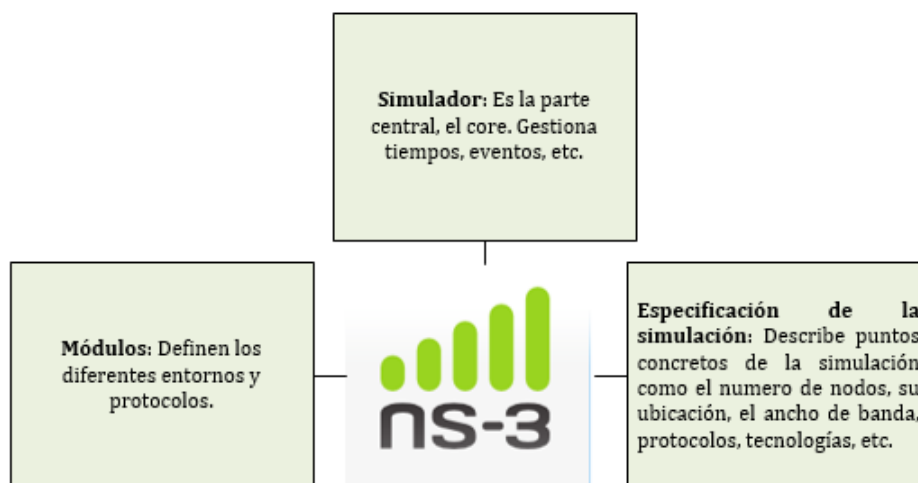 Simulador: Es la parte
central, el core. Gestiona
tiempos, eventos, etc.
Módulos: Definen los
diferentes entornos y
protocolos.
ns-3
Especificación de la
simulación: Describe puntos
concretos de la simulación
como el numero de nodos, su
ubicación, el ancho de banda,
protocolos, tecnologías, etc.